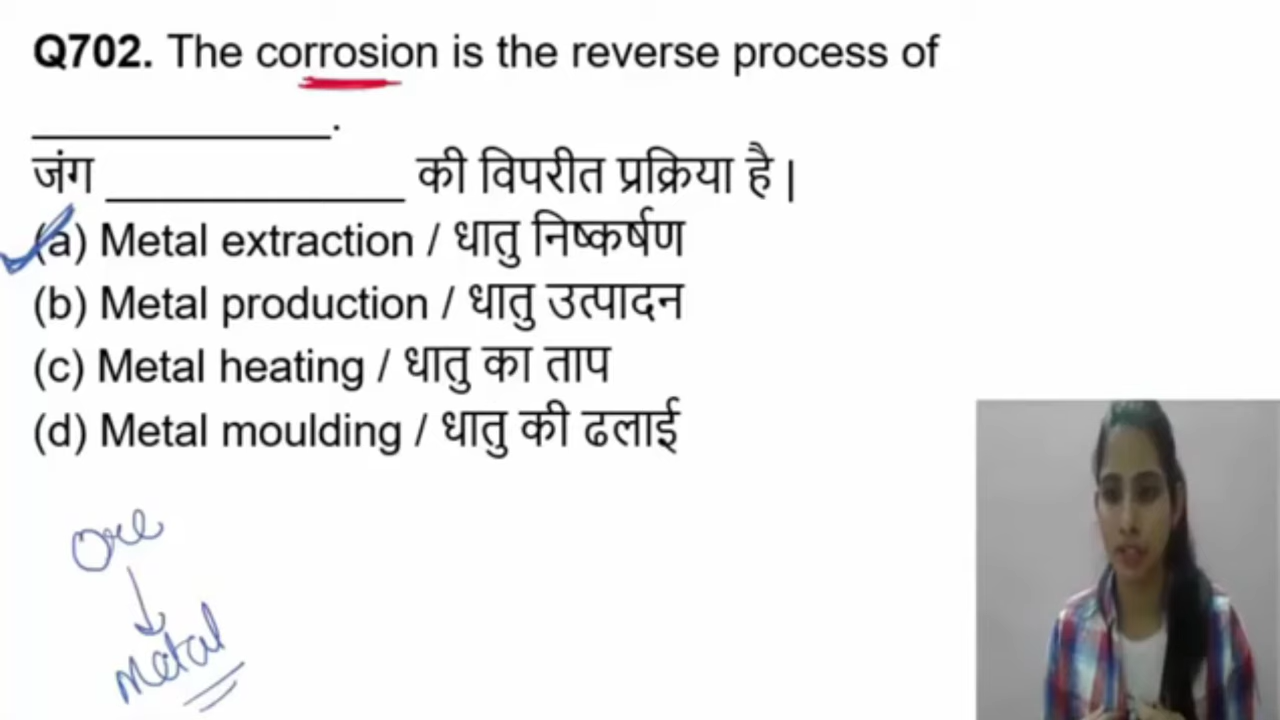 Q702. The corrosion is the reverse process of
______________.
जंग ______________ की विपरीत प्रक्रिया है |
(a) Metal extraction / धातु निष्कर्षण
(b) Metal production / धातु उत्पादन
(c) Metal heating / धातु का ताप
(d) Metal moulding / धातु की ढलाई
Ore
Metal